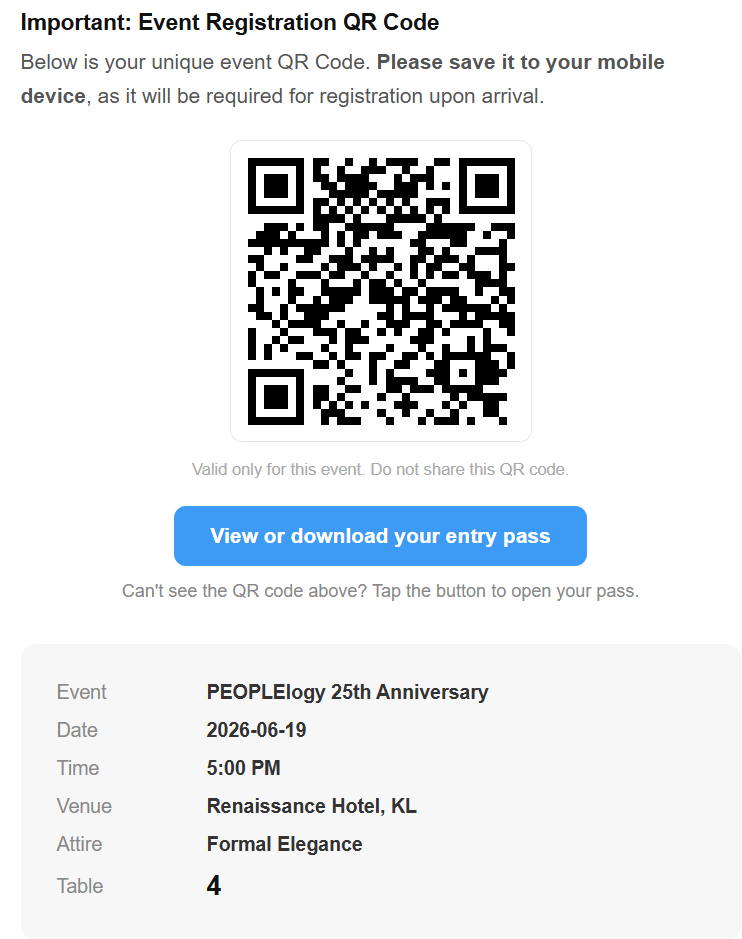 Important: Event Registration QR Code
Below is your unique event QR Code. Please save it to your mobile
device, as it will be required for registration upon arrival.
Valid only for this event. Do not share this QR code.
View or download your entry pass
Can't see the QR code above? Tap the button to open your pass.
Event PEOPLElogy 25th Anniversary
Date 2026-06-19
Time 5:00 PM
Venue Renaissance Hotel, KL
Attire Formal Elegance
Table 4